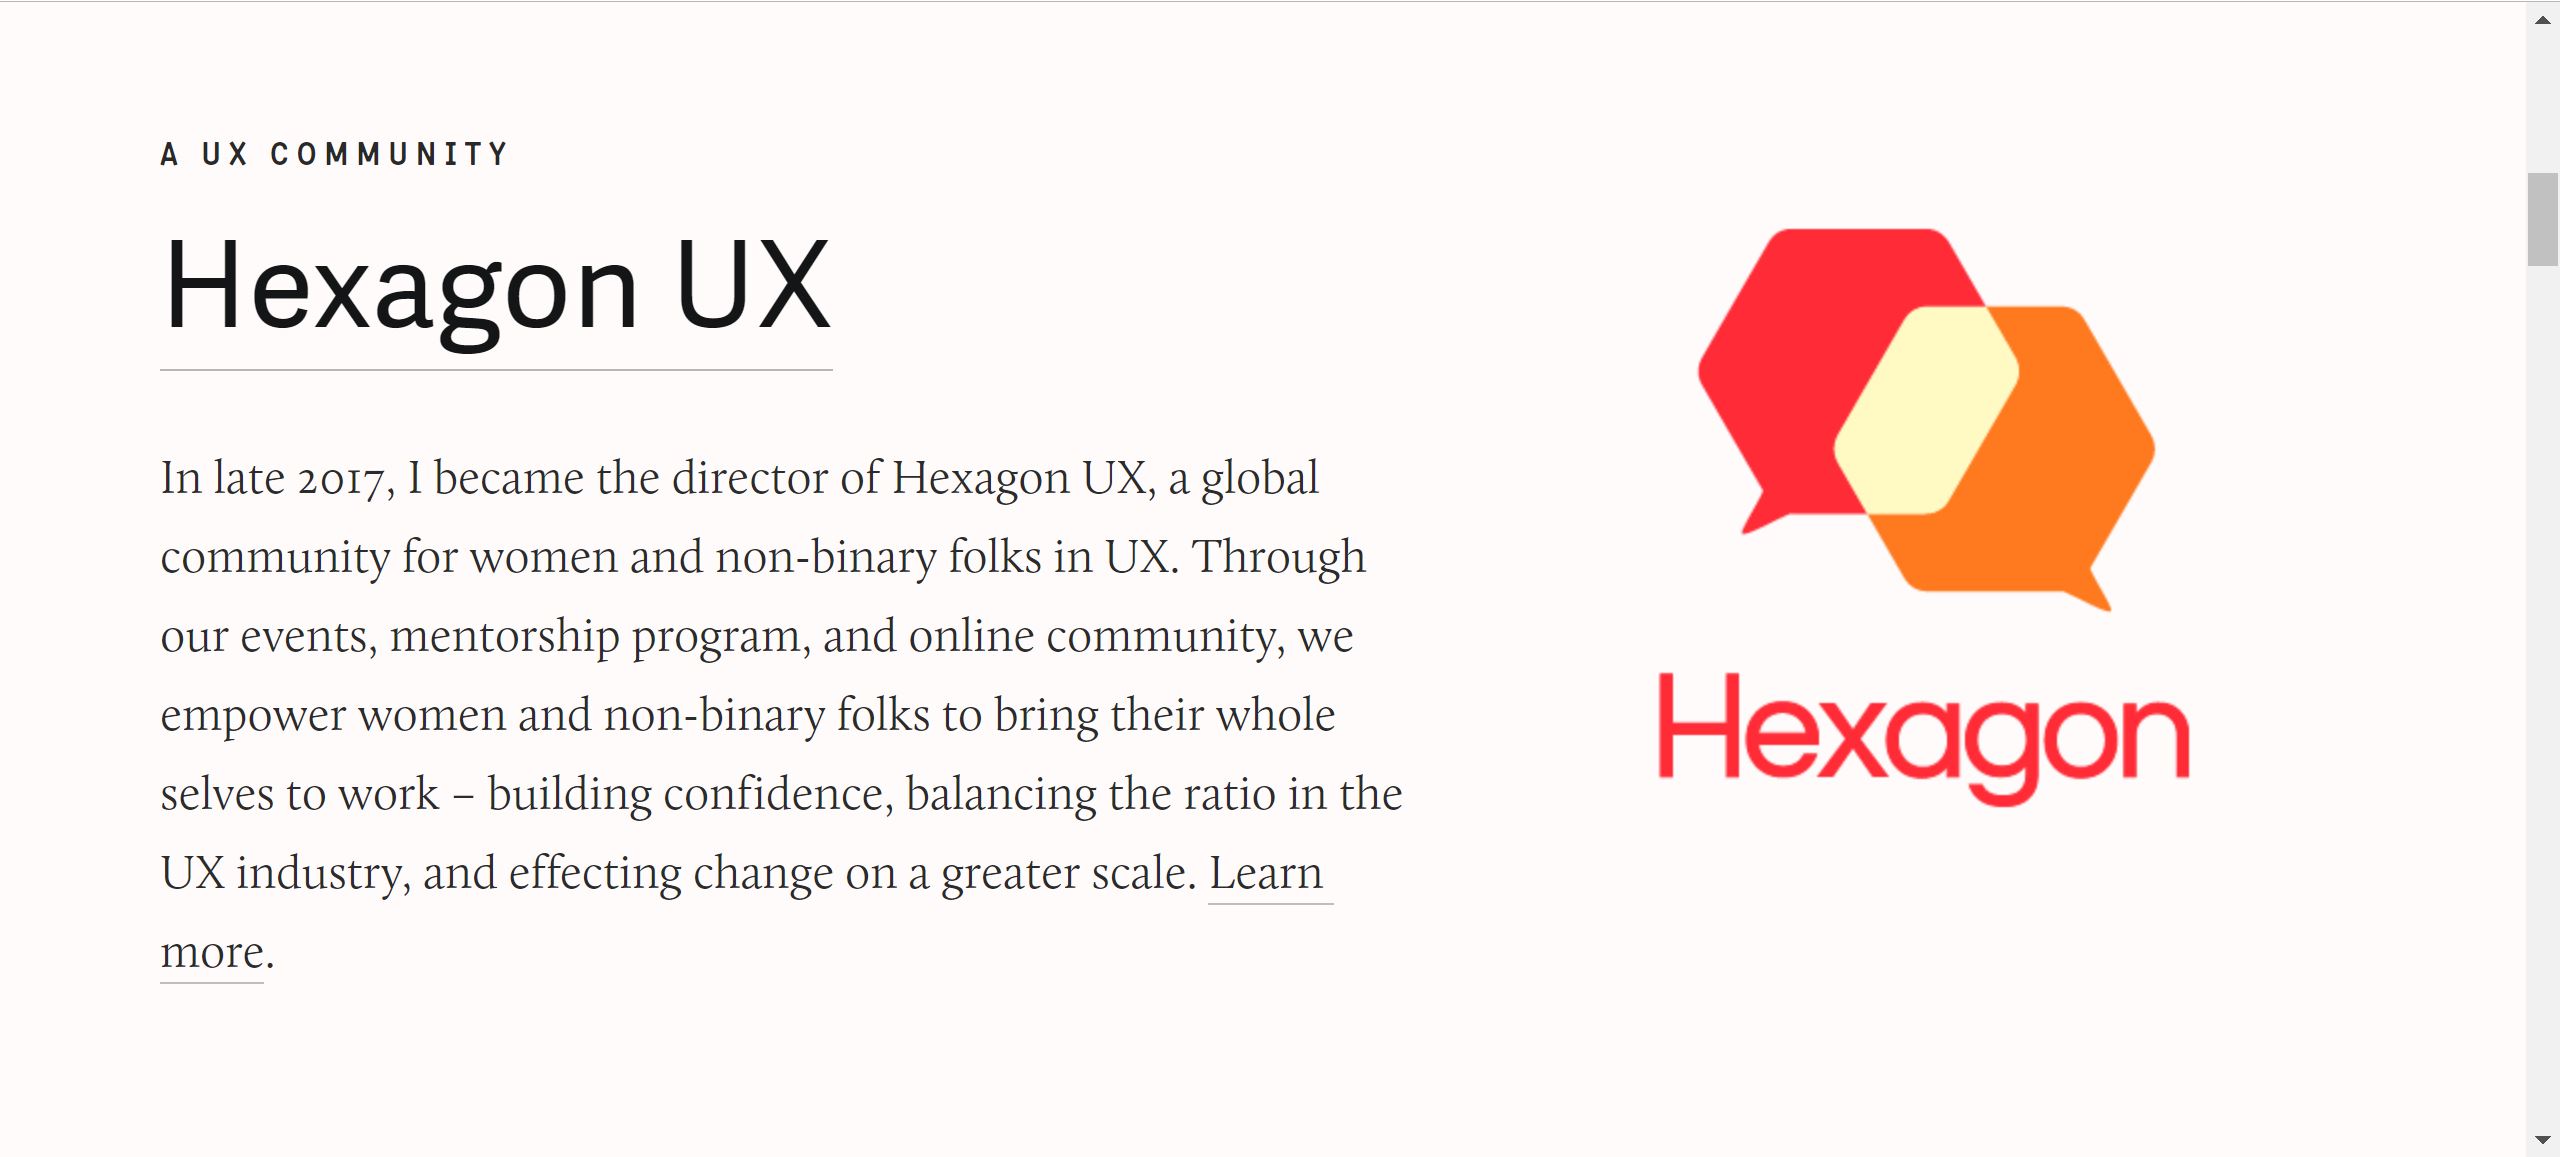 A UX COMMUNITY
Hexagon UX
In late 2017, I became the director of Hexagon UX, a global
community for women and non-binary folks in UX. Through
our events, mentorship program, and online community, we
empower women and non-binary folks to bring their whole
selves to work – building confidence, balancing the ratio in the
UX industry, and effecting change on a greater scale. Learn
more.
Hexagon